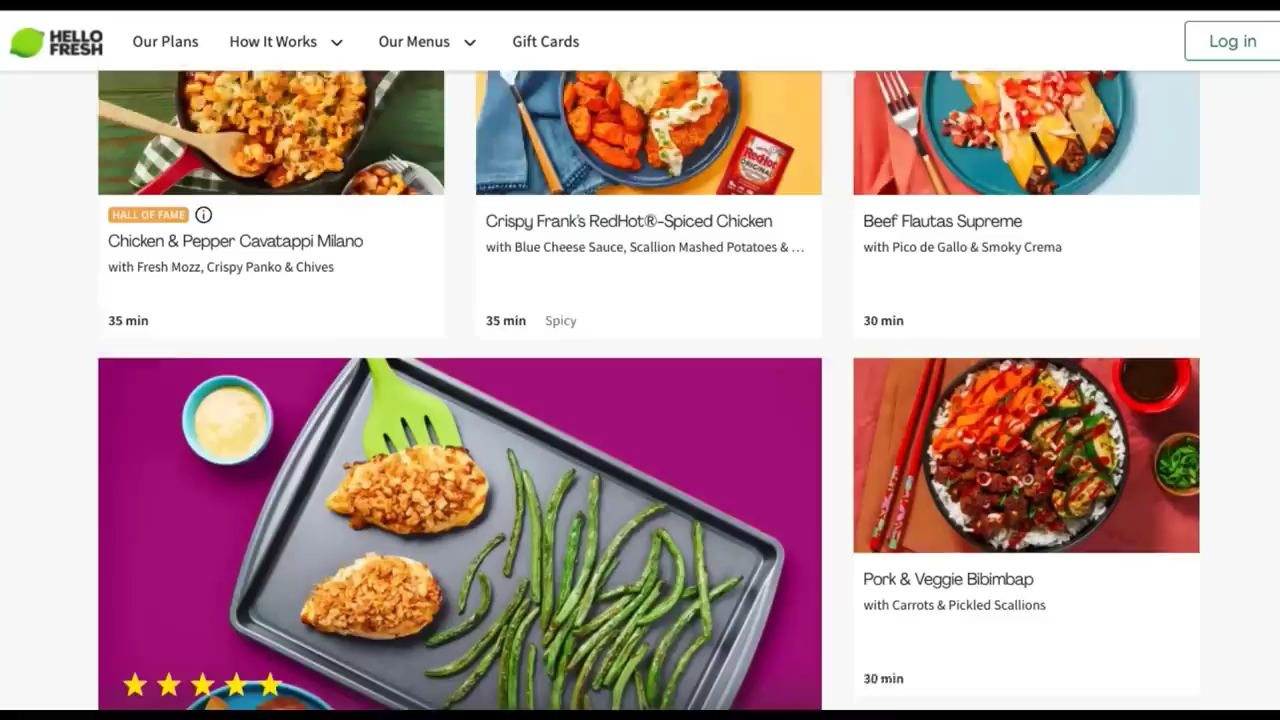 HELLO
FRESH
Our Plans
How It Works
Our Menus
Gift Cards
Log in
RedHot
ORIGINAL
HALL OF FAME
Chicken & Pepper Cavatappi Milano
with Fresh Mozz, Crispy Panko & Chives
35 min
Crispy Frank's RedHot®-Spiced Chicken
with Blue Cheese Sauce, Scallion Mashed Potatoes & ...
35 min Spicy
Beef Flautas Supreme
with Pico de Gallo & Smoky Crema
30 min
Pork & Veggie Bibimbap
with Carrots & Pickled Scallions
30 min